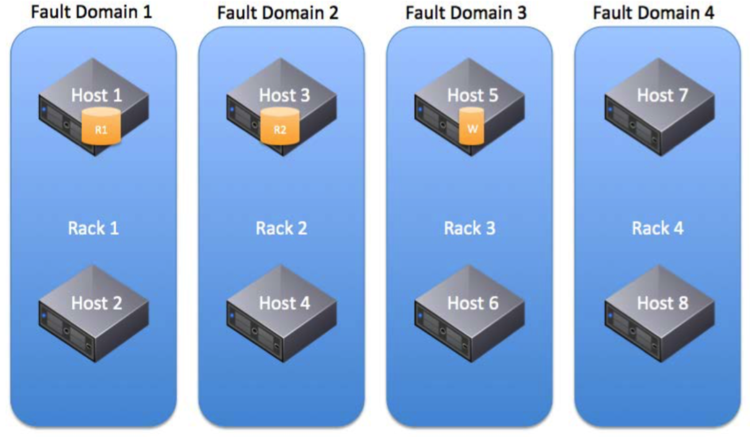 Fault Domain 1
Fault Domain 2
Fault Domain 3
Fault Domain 4
Host 1
R1
Host 3
R2
Host 5
W
Host 7
Rack 1
Rack 2
Rack 3
Rack 4
Host 2
Host 4
Host 6
Host 8